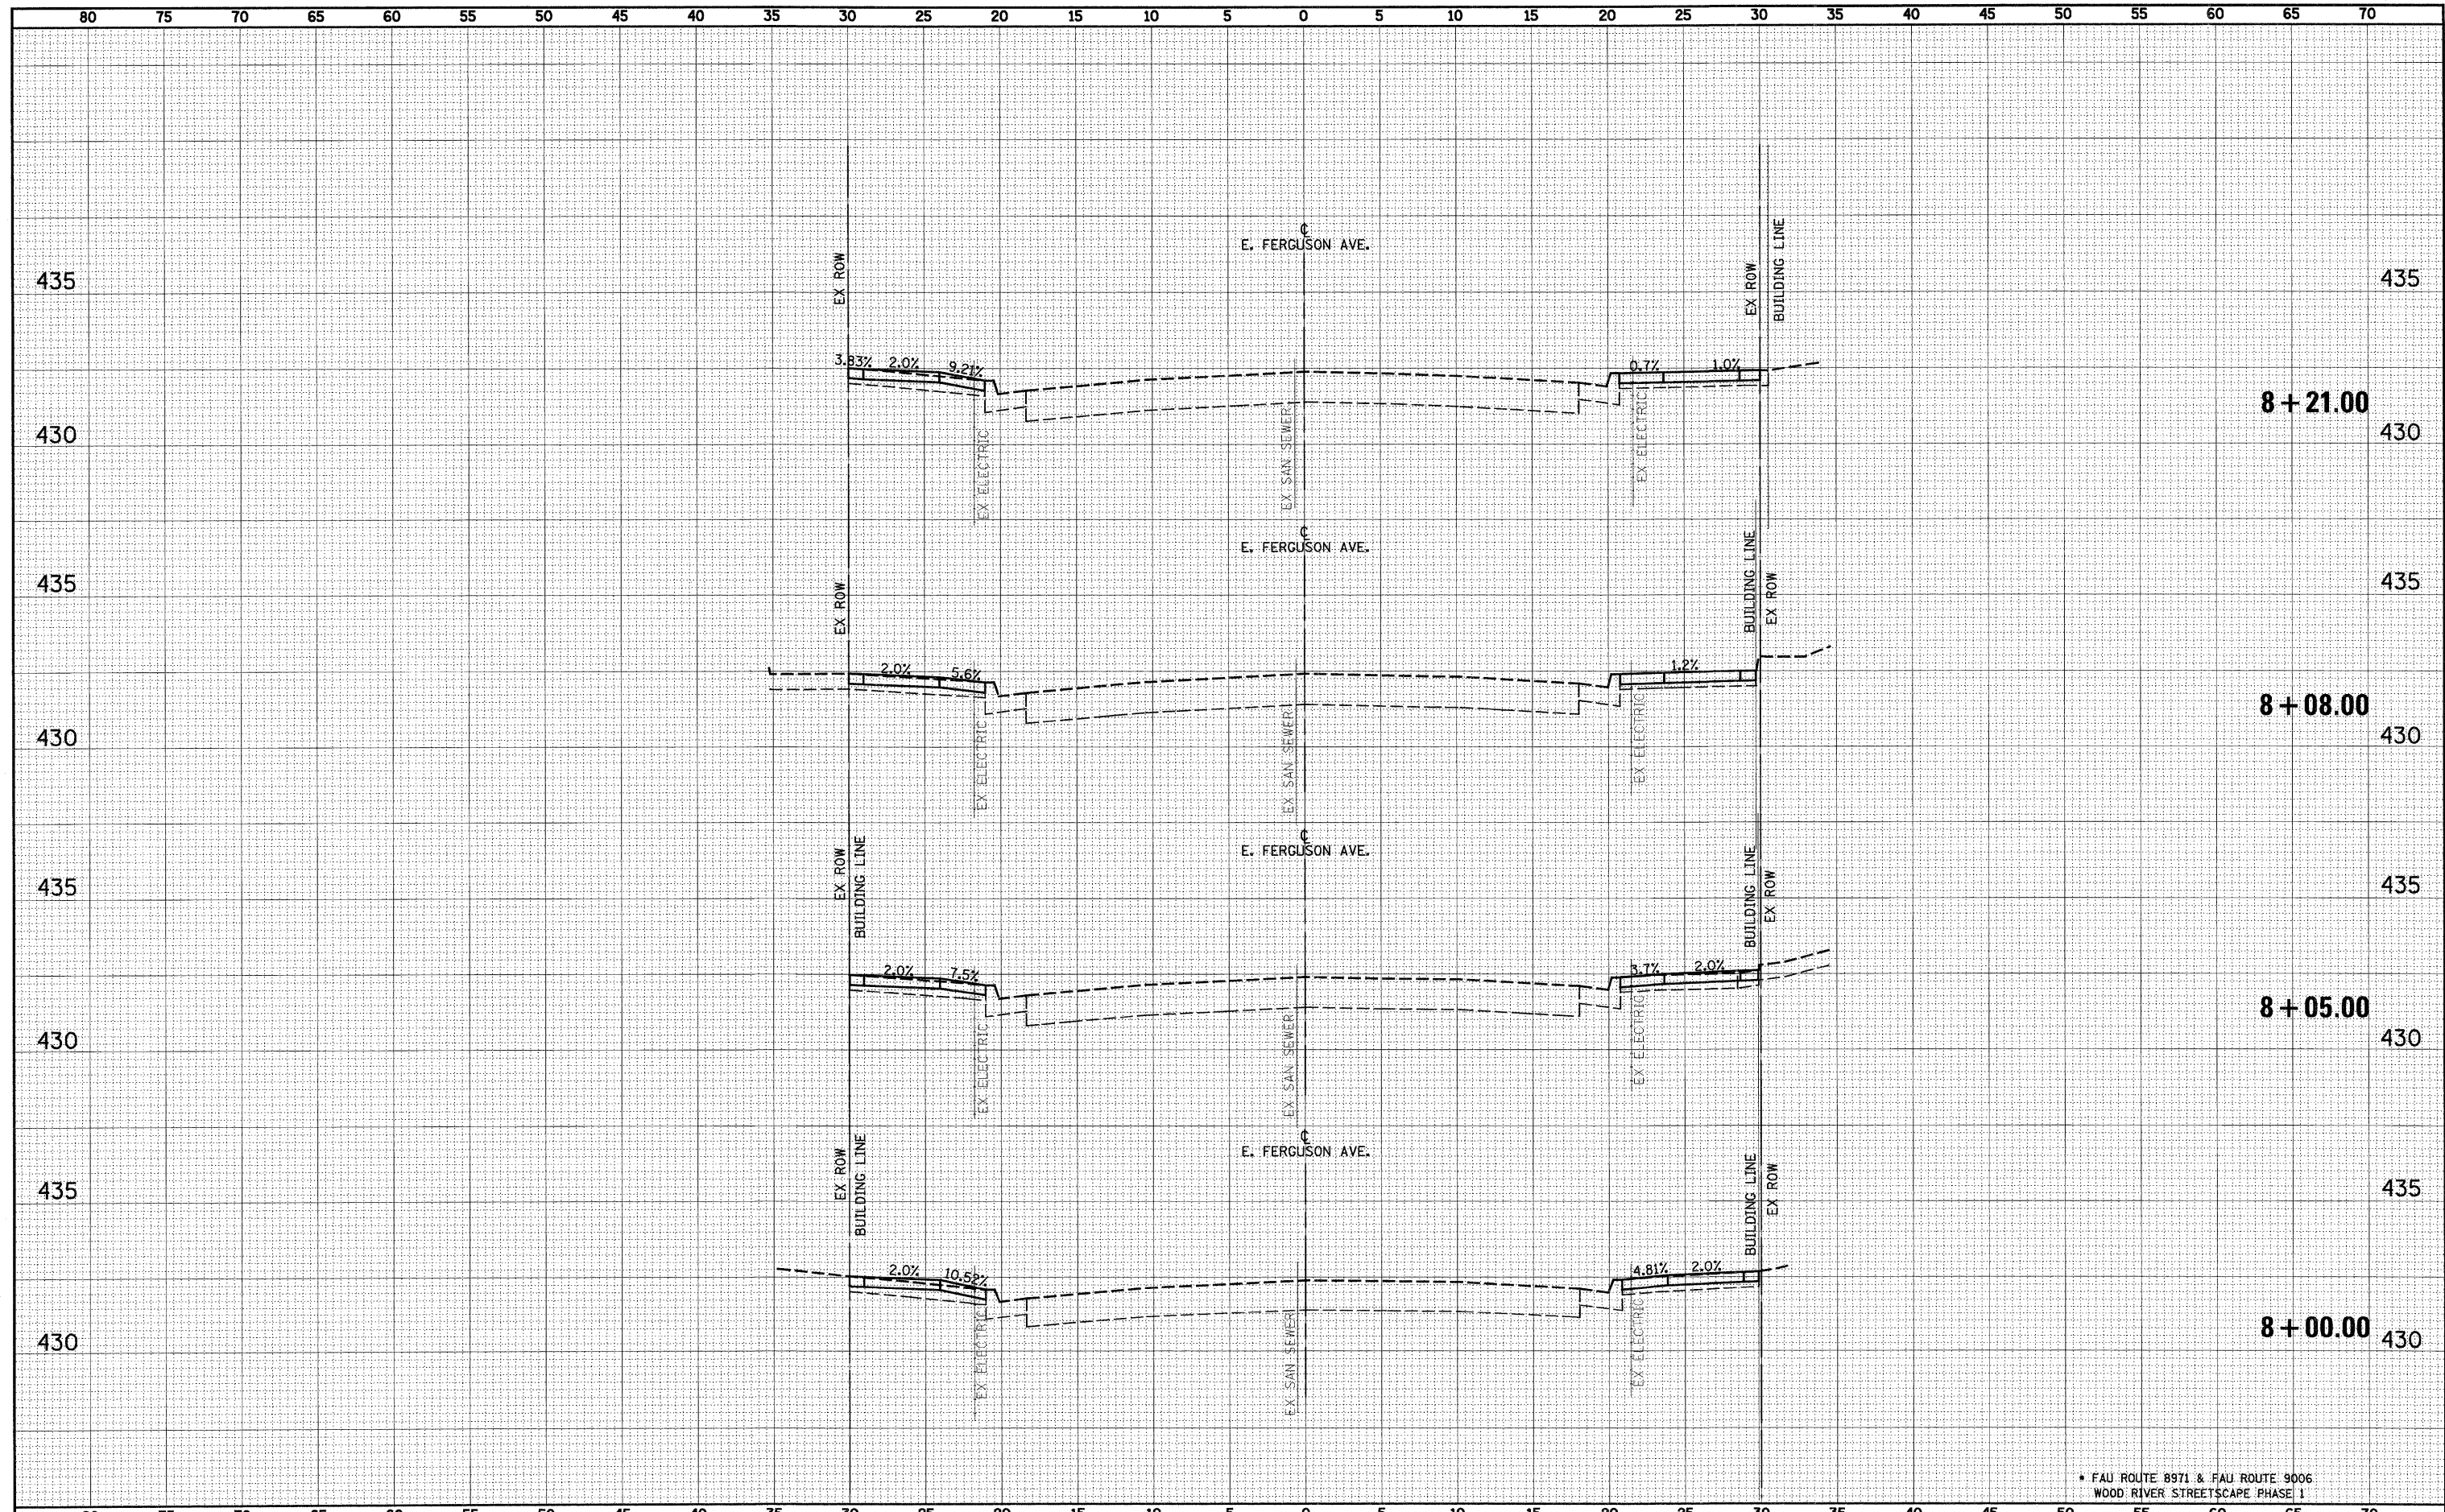 80 75 70 65 60 55 50 45 40 35 30 25 20 15 10 5 0 5 10 15 20 25 30 35 40 45 50 55 60 65 70
℄
E. FERGUSON AVE.
EX ROW
EX ROW
BUILDING LINE
435
435
3.83% 2.0% 9.21%
0.7% 1.0%
8+21.00
430
430
EX ELECTRIC
EX SAN SEWER
EX ELECTRIC
℄
E. FERGUSON AVE.
EX ROW
BUILDING LINE
EX ROW
435
435
2.0% 5.6%
1.2%
8+08.00
430
430
EX ELECTRIC
EX SAN SEWER
EX ELECTRIC
℄
E. FERGUSON AVE.
EX ROW
BUILDING LINE
BUILDING LINE
EX ROW
435
435
2.0% 7.5%
3.7% 2.0%
8+05.00
430
430
EX ELECTRIC
EX SAN SEWER
EX ELECTRIC
℄
E. FERGUSON AVE.
EX ROW
BUILDING LINE
BUILDING LINE
EX ROW
435
435
2.0% 10.52%
4.81% 2.0%
8+00.00
430
430
EX ELECTRIC
EX SAN SEWER
EX ELECTRIC
* FAU ROUTE 8971 & FAU ROUTE 9006
WOOD RIVER STREETSCAPE PHASE 1